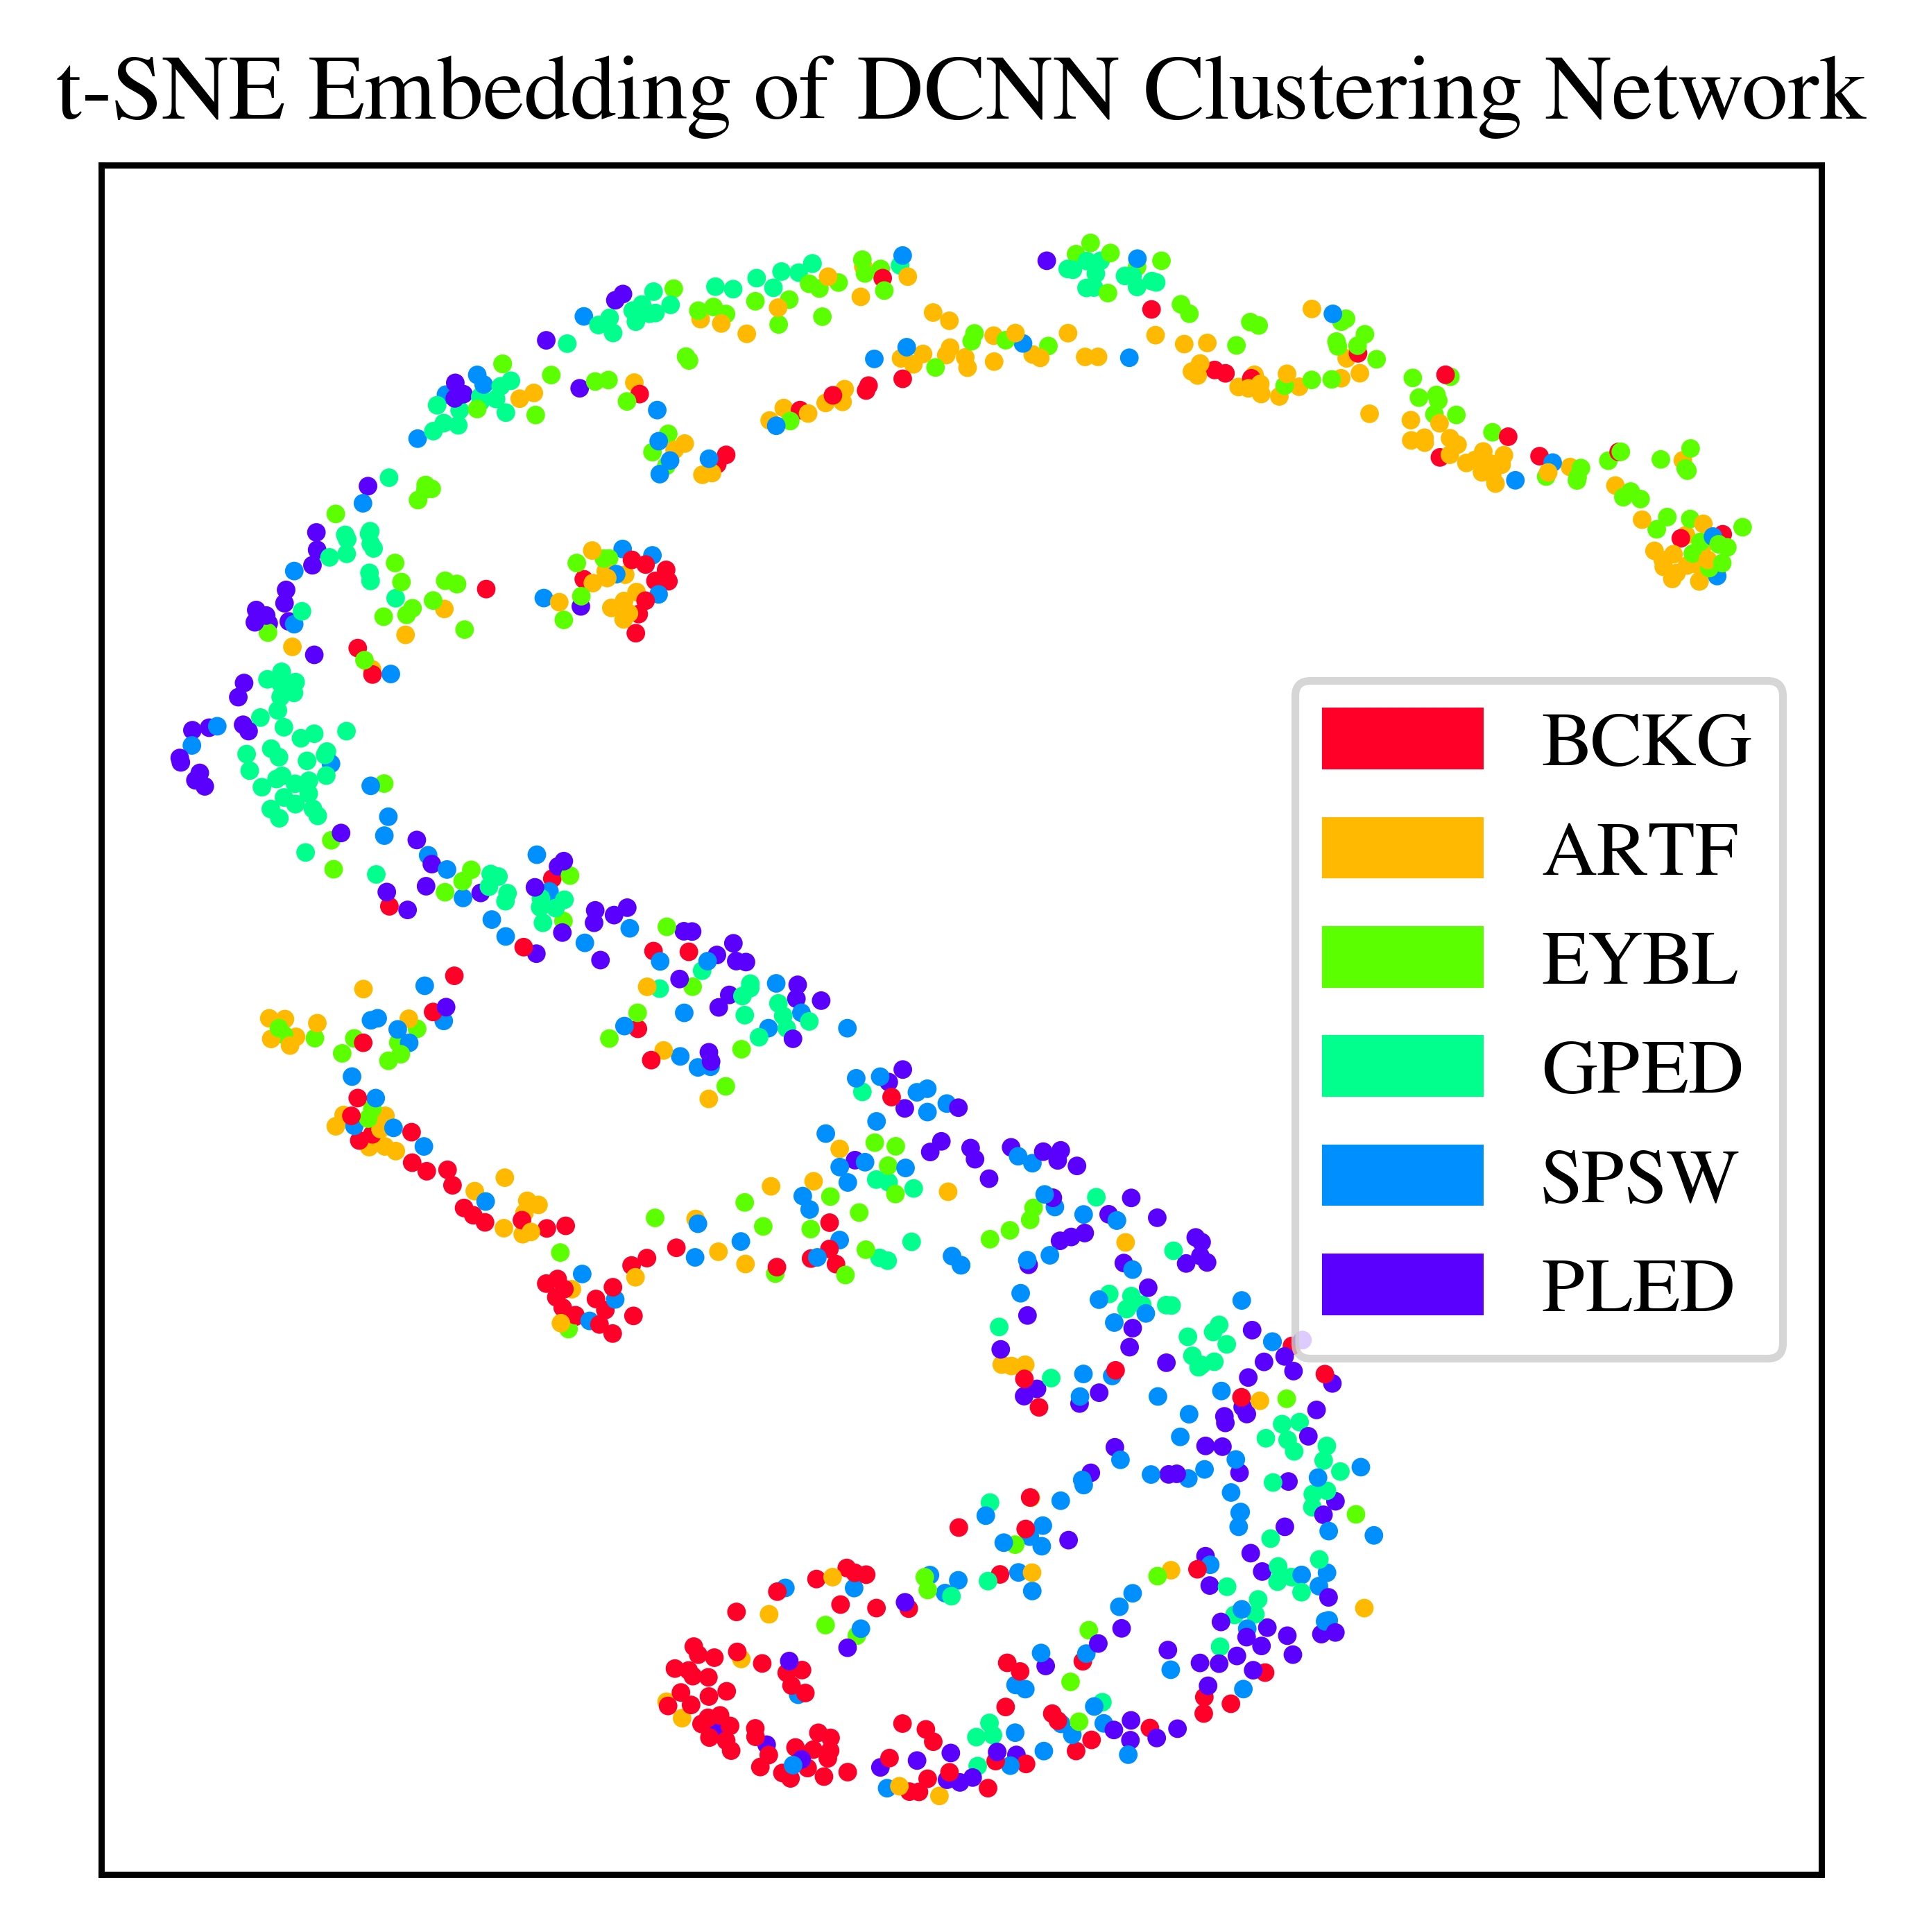 t-SNE Embedding of DCNN Clustering Network
BCKG
ARTF
EYBL
GPED
SPSW
PLED